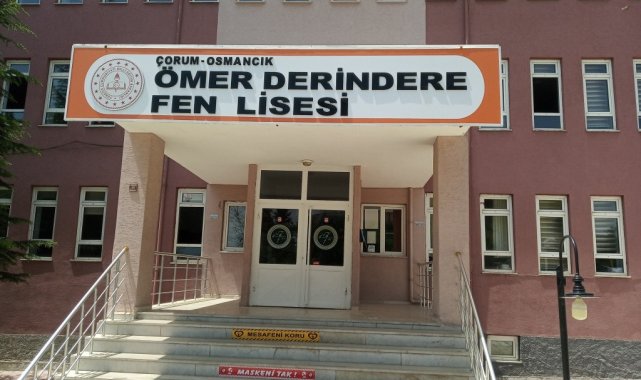 ÇORUM-OSMANCIK
ÖMER DERİNDERE
FEN LİSESİ
MESAFENİ KORU
MASKENİ TAK!